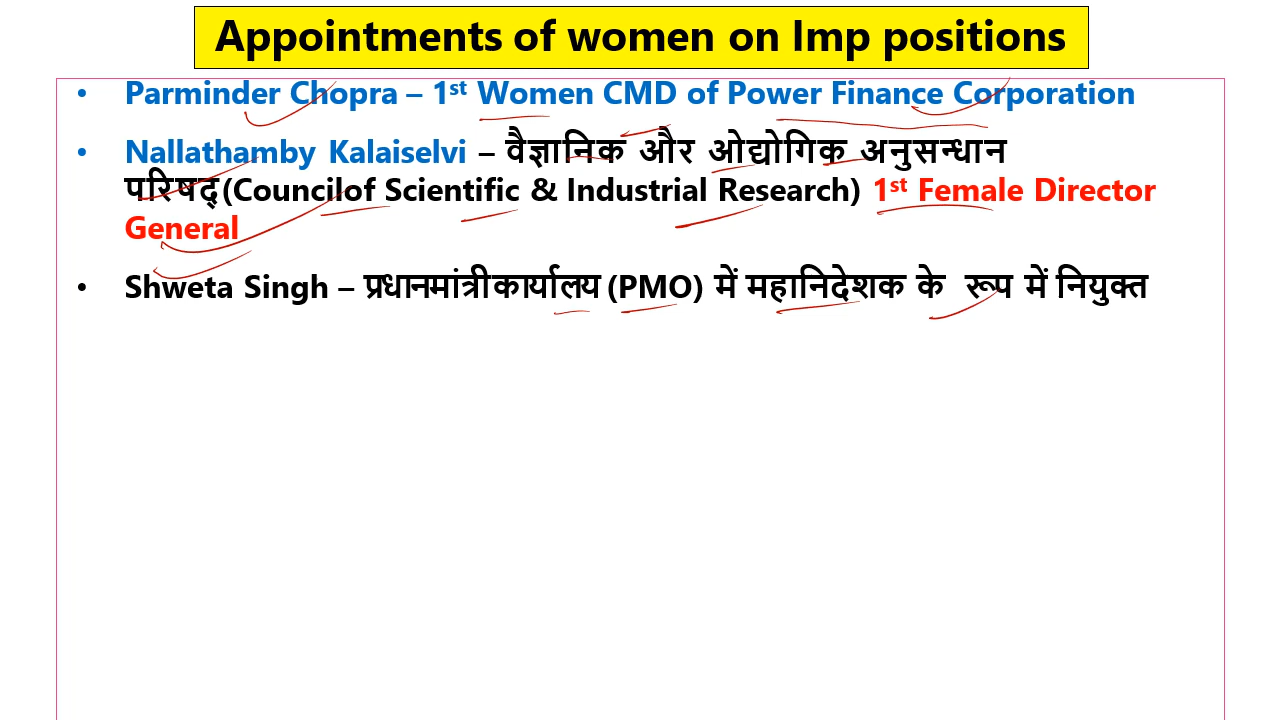 Appointments of women on Imp positions
• Parminder Chopra – 1st Women CMD of Power Finance Corporation
• Nallathamby Kalaiselvi – वैज्ञानिक और ओद्योगिक अनुसन्धान
परिषद्(Councilof Scientific & Industrial Research) 1st Female Director
General
• Shweta Singh – प्रधानमांत्रीकार्यालय (PMO) में महानिदेशक के रूप में नियुक्त